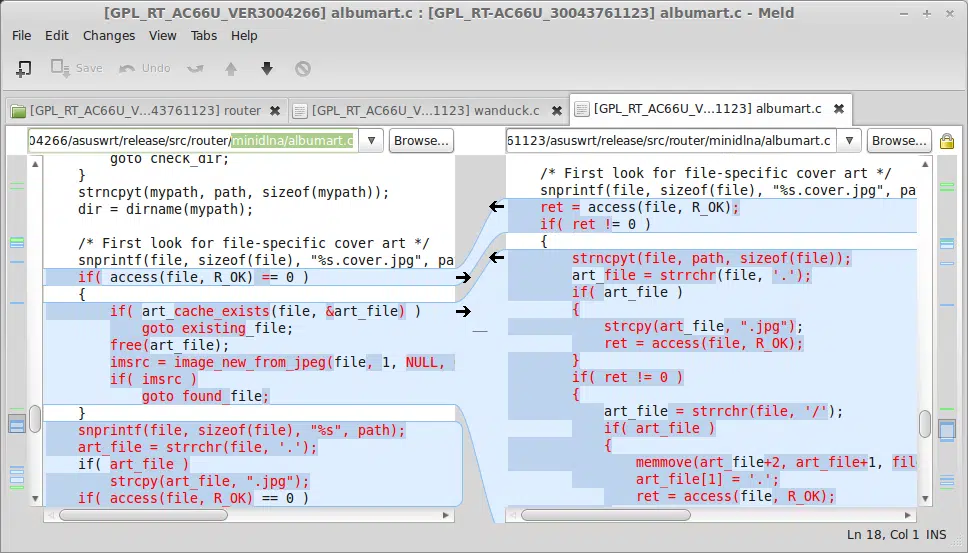 [GPL_RT_AC66U_VER3004266] albumart.c : [GPL_RT-AC66U_30043761123] albumart.c - Meld
File Edit Changes View Tabs Help
Save Undo
[GPL_RT_AC66U_V...43761123] router
[GPL_RT_AC66U_V...1123] wanduck.c
[GPL_RT_AC66U_V...1123] albumart.c
04266/asuswrt/release/src/router/minidlna/albumart.c
Browse...
goto check_dir;
}
strncpyt(mypath, path, sizeof(mypath));
dir = dirname(mypath);
/* First look for file-specific cover art */
snprintf(file, sizeof(file), "%s.cover.jpg", pa
if( access(file, R_OK) == 0 )
{
if( art_cache_exists(file, &art_file) )
goto existing_file;
free(art_file);
imsrc = image_new_from_jpeg(file, 1, NULL,
if( imsrc )
goto found_file;
}
snprintf(file, sizeof(file), "%s", path);
art_file = strrchr(file, '.');
if( art_file )
strcpy(art_file, ".jpg");
if( access(file, R_OK) == 0 )
61123/asuswrt/release/src/router/minidlna/albumart.c
Browse...
/* First look for file-specific cover art */
snprintf(file, sizeof(file), "%s.cover.jpg", pa
ret = access(file, R_OK);
if( ret != 0 )
{
strncpyt(file, path, sizeof(file));
art_file = strrchr(file, '.');
if( art_file )
{
strcpy(art_file, ".jpg");
ret = access(file, R_OK);
}
if( ret != 0 )
{
art_file = strrchr(file, '/');
if( art_file )
{
memmove(art_file+2, art_file+1, file
art_file[1] = '.';
ret = access(file, R_OK);
Ln 18, Col 1 INS